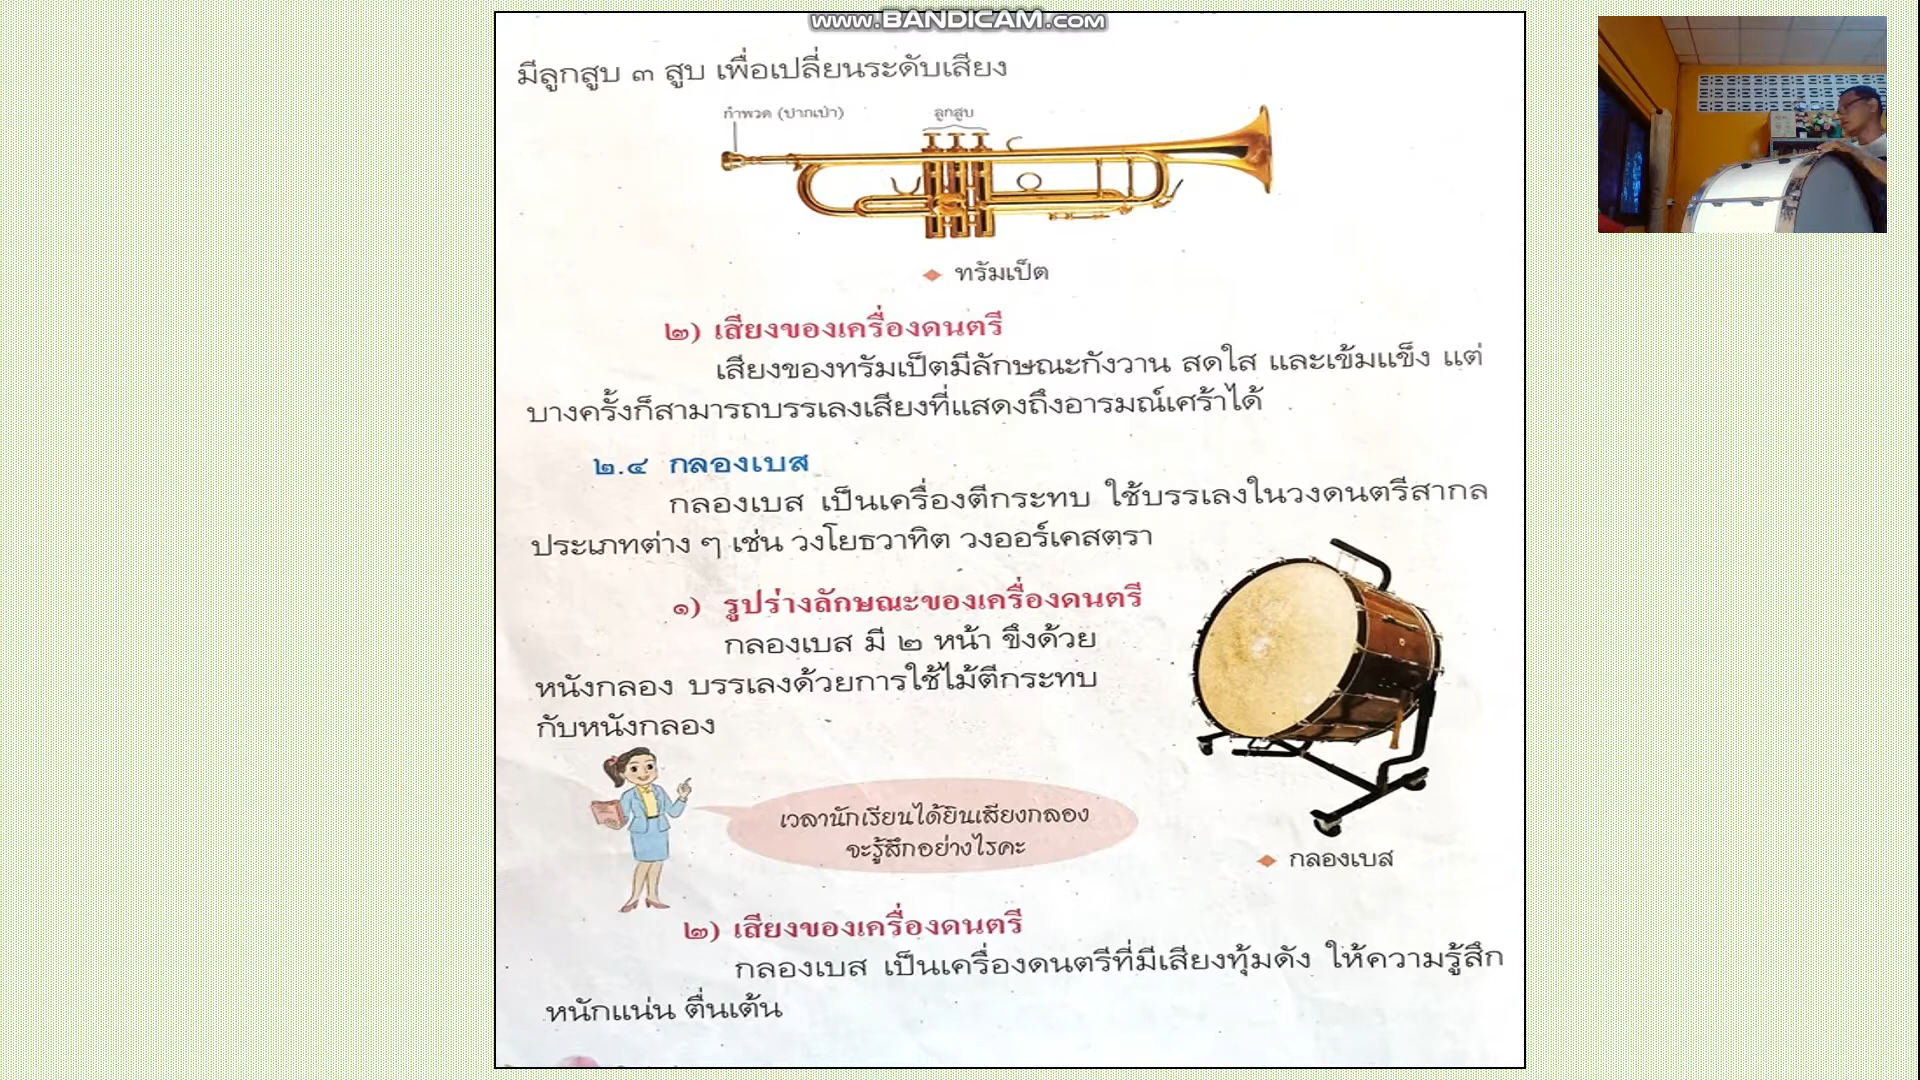 www.BANDICAM.com
มีลูกสูบ ๓ สูบ เพื่อเปลี่ยนระดับเสียง
กำพวด (ปากเป่า)
ลูกสูบ
ทรัมเป็ต
๒) เสียงของเครื่องดนตรี
เสียงของทรัมเป็ตมีลักษณะกังวาน สดใส และเข้มแข็ง แต่
บางครั้งก็สามารถบรรเลงเสียงที่แสดงถึงอารมณ์เศร้าได้
๒.๔ กลองเบส
กลองเบส เป็นเครื่องตีกระทบ ใช้บรรเลงในวงดนตรีสากล
ประเภทต่าง ๆ เช่น วงโยธวาทิต วงออร์เคสตรา
๑) รูปร่างลักษณะของเครื่องดนตรี
กลองเบส มี ๒ หน้า ขึงด้วย
หนังกลอง บรรเลงด้วยการใช้ไม้ตีกระทบ
กับหนังกลอง
เวลานักเรียนได้ยินเสียงกลอง
จะรู้สึกอย่างไรคะ
กลองเบส
๒) เสียงของเครื่องดนตรี
กลองเบส เป็นเครื่องดนตรีที่มีเสียงทุ้มดัง ให้ความรู้สึก
หนักแน่น ตื่นเต้น